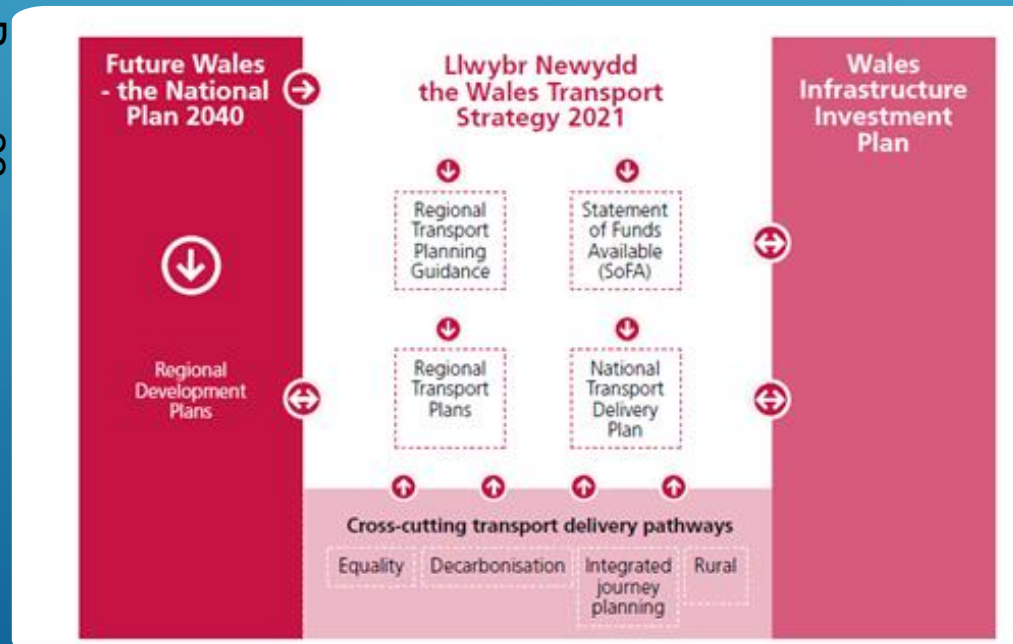 Future Wales
- the National
Plan 2040
Regional
Development
Plans
Llwybr Newydd
the Wales Transport
Strategy 2021
Regional
Transport
Planning
Guidance
Statement
of Funds
Available
(SoFA)
Regional
Transport
Plans
National
Transport
Delivery
Plan
Cross-cutting transport delivery pathways
Equality
Decarbonisation
Integrated
journey
planning
Rural
Wales
Infrastructure
Investment
Plan